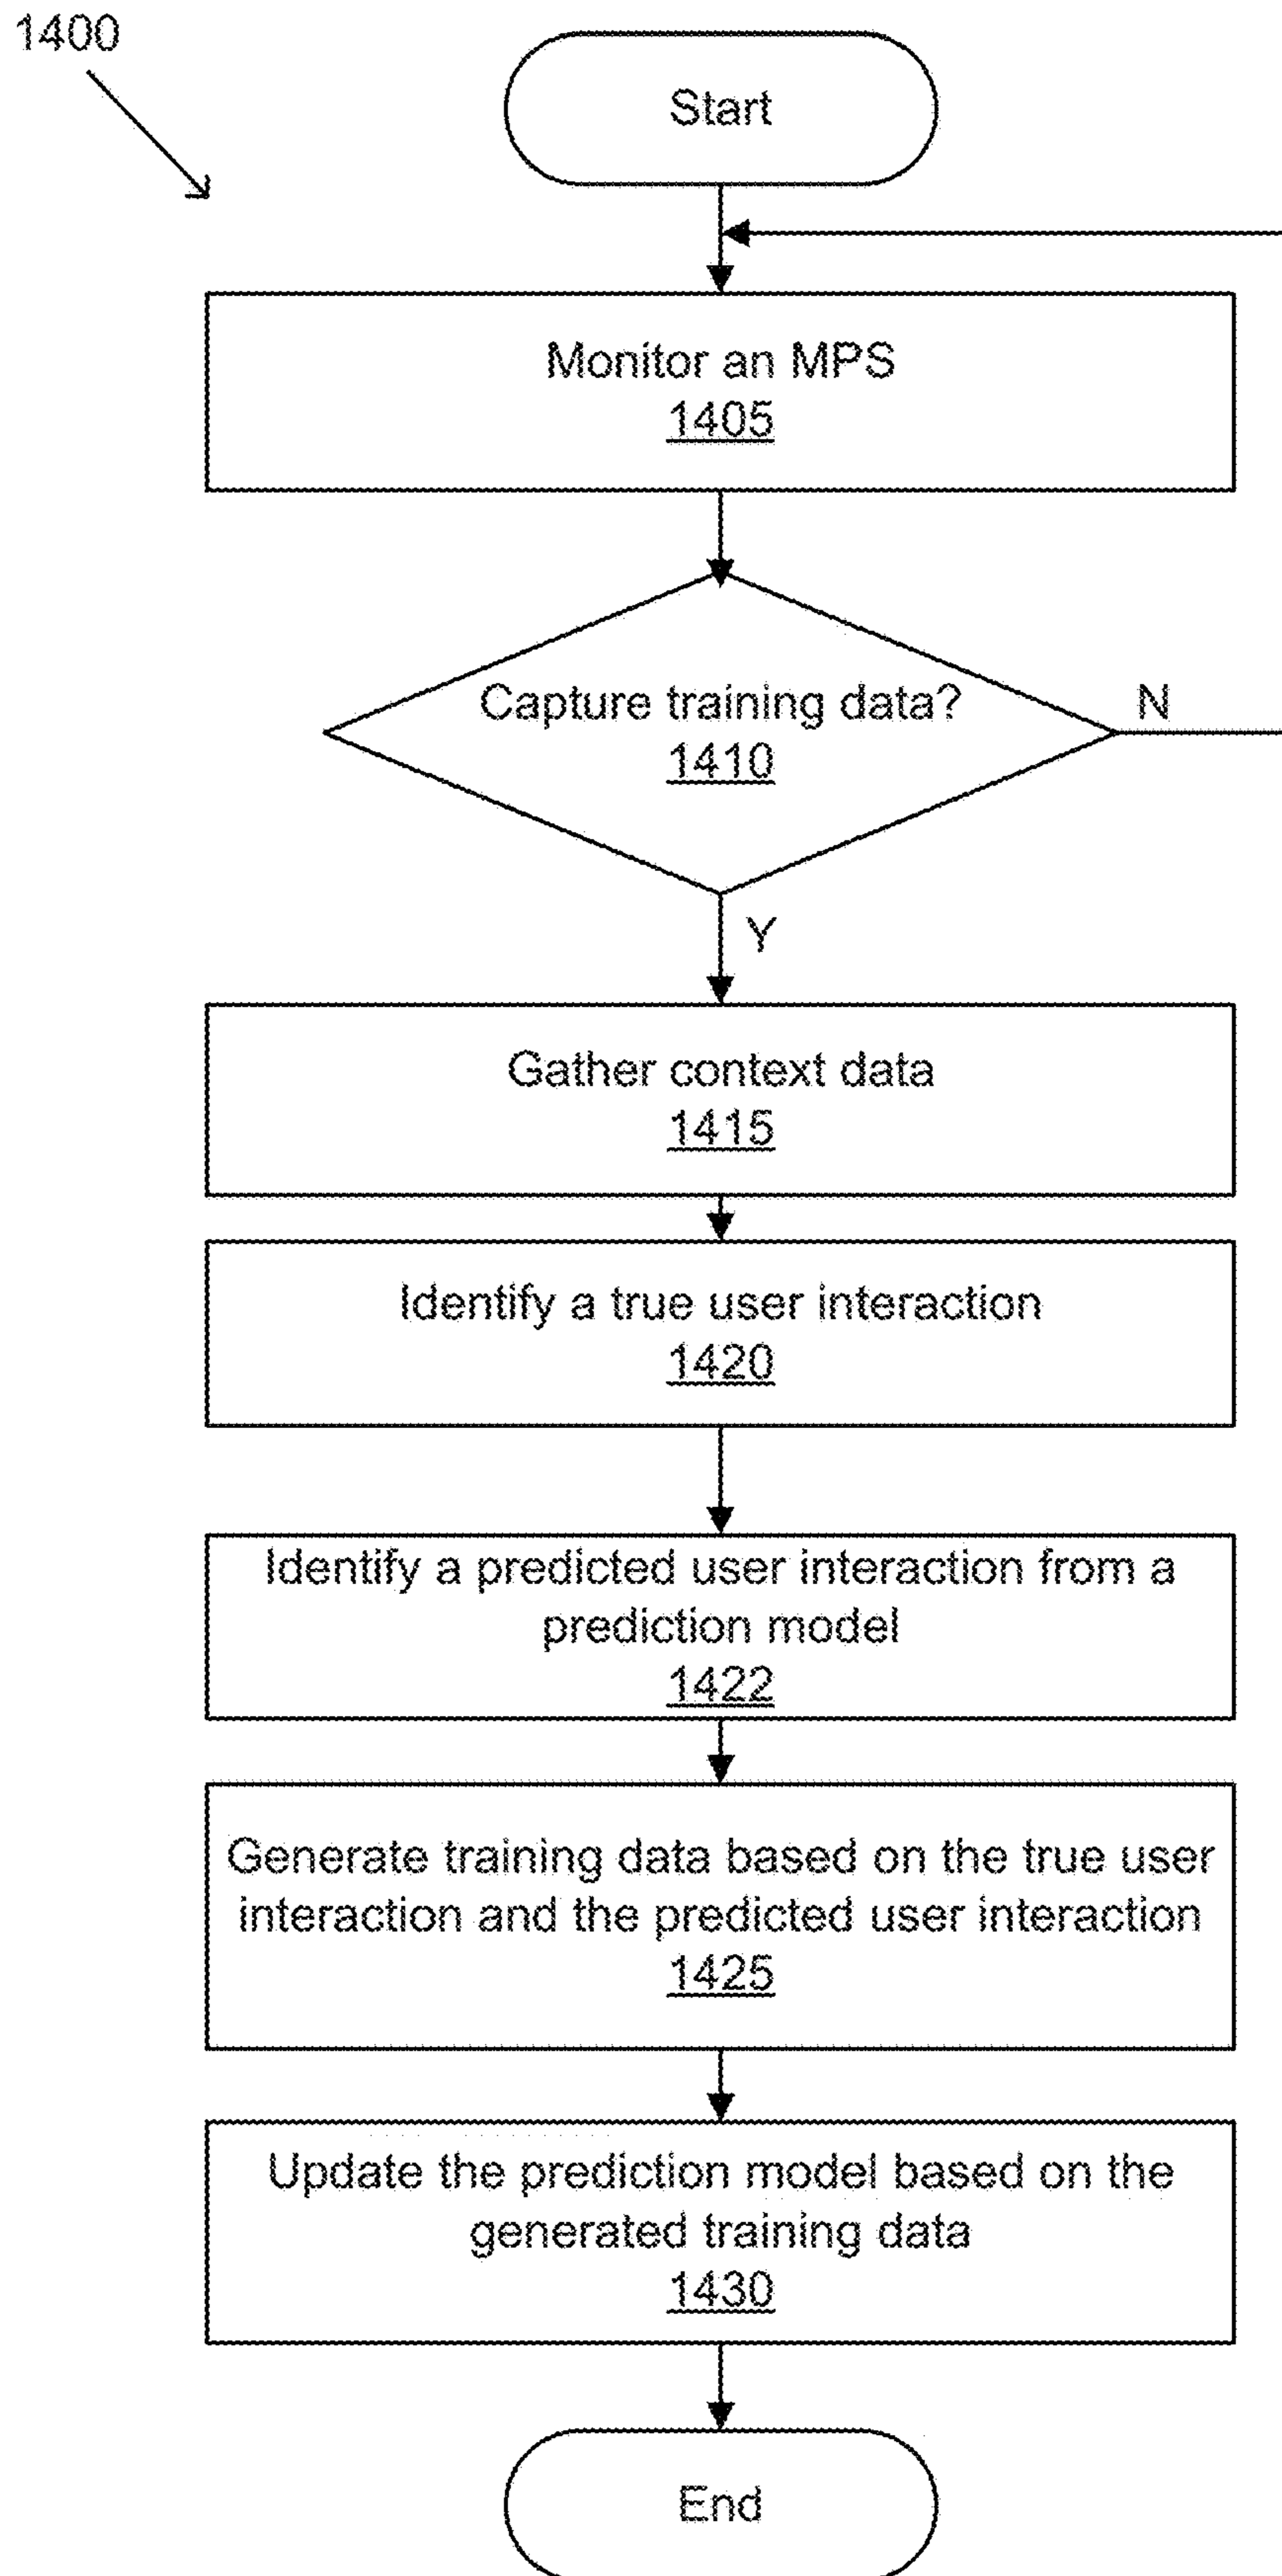 1400
Start
Monitor an MPS
1405
Capture training data?
1410
N
Y
Gather context data
1415
Identify a true user interaction
1420
Identify a predicted user interaction from a
prediction model
1422
Generate training data based on the true user
interaction and the predicted user interaction
1425
Update the prediction model based on the
generated training data
1430
End